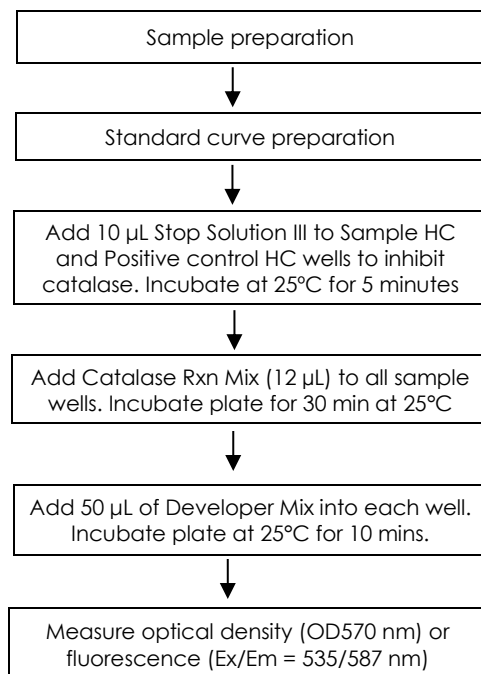 Sample preparation
Standard curve preparation
Add 10 µL Stop Solution III to Sample HC
and Positive control HC wells to inhibit
catalase. Incubate at 25ºC for 5 minutes
Add Catalase Rxn Mix (12 µL) to all sample
wells. Incubate plate for 30 min at 25°C
Add 50 µL of Developer Mix into each well.
Incubate plate at 25°C for 10 mins.
Measure optical density (OD570 nm) or
fluorescence (Ex/Em = 535/587 nm)